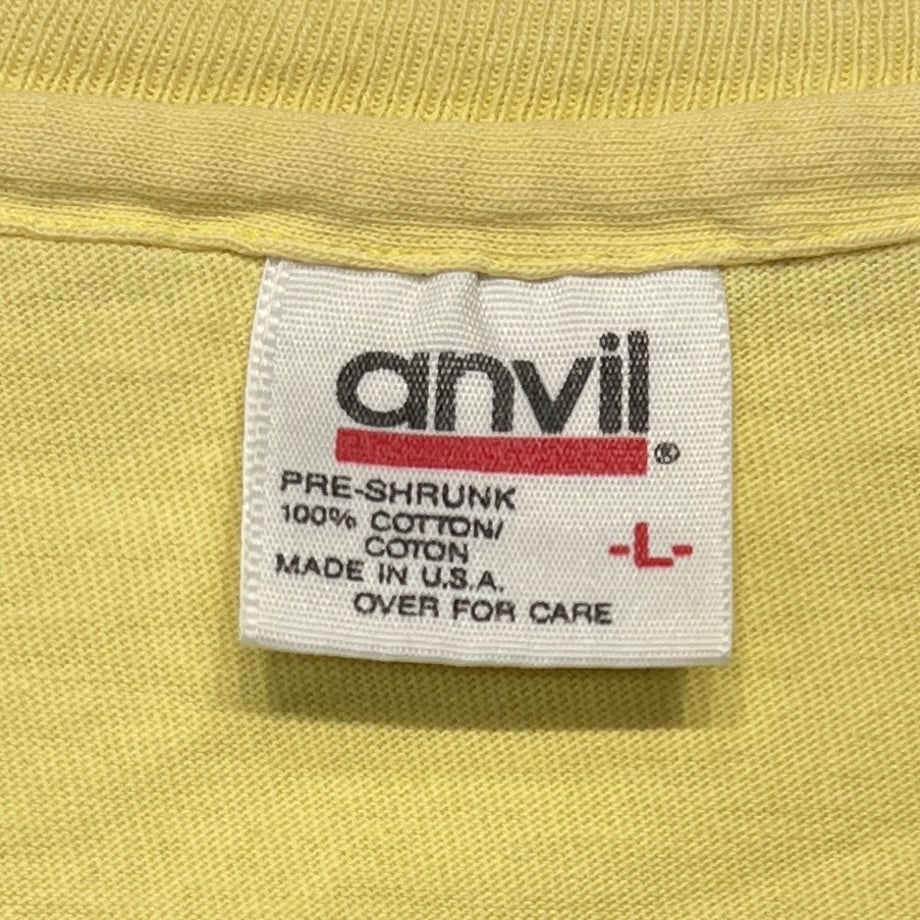 anvil®
PRE-SHRUNK
100% COTTON/
COTON
-L-
MADE IN U.S.A.
OVER FOR CARE